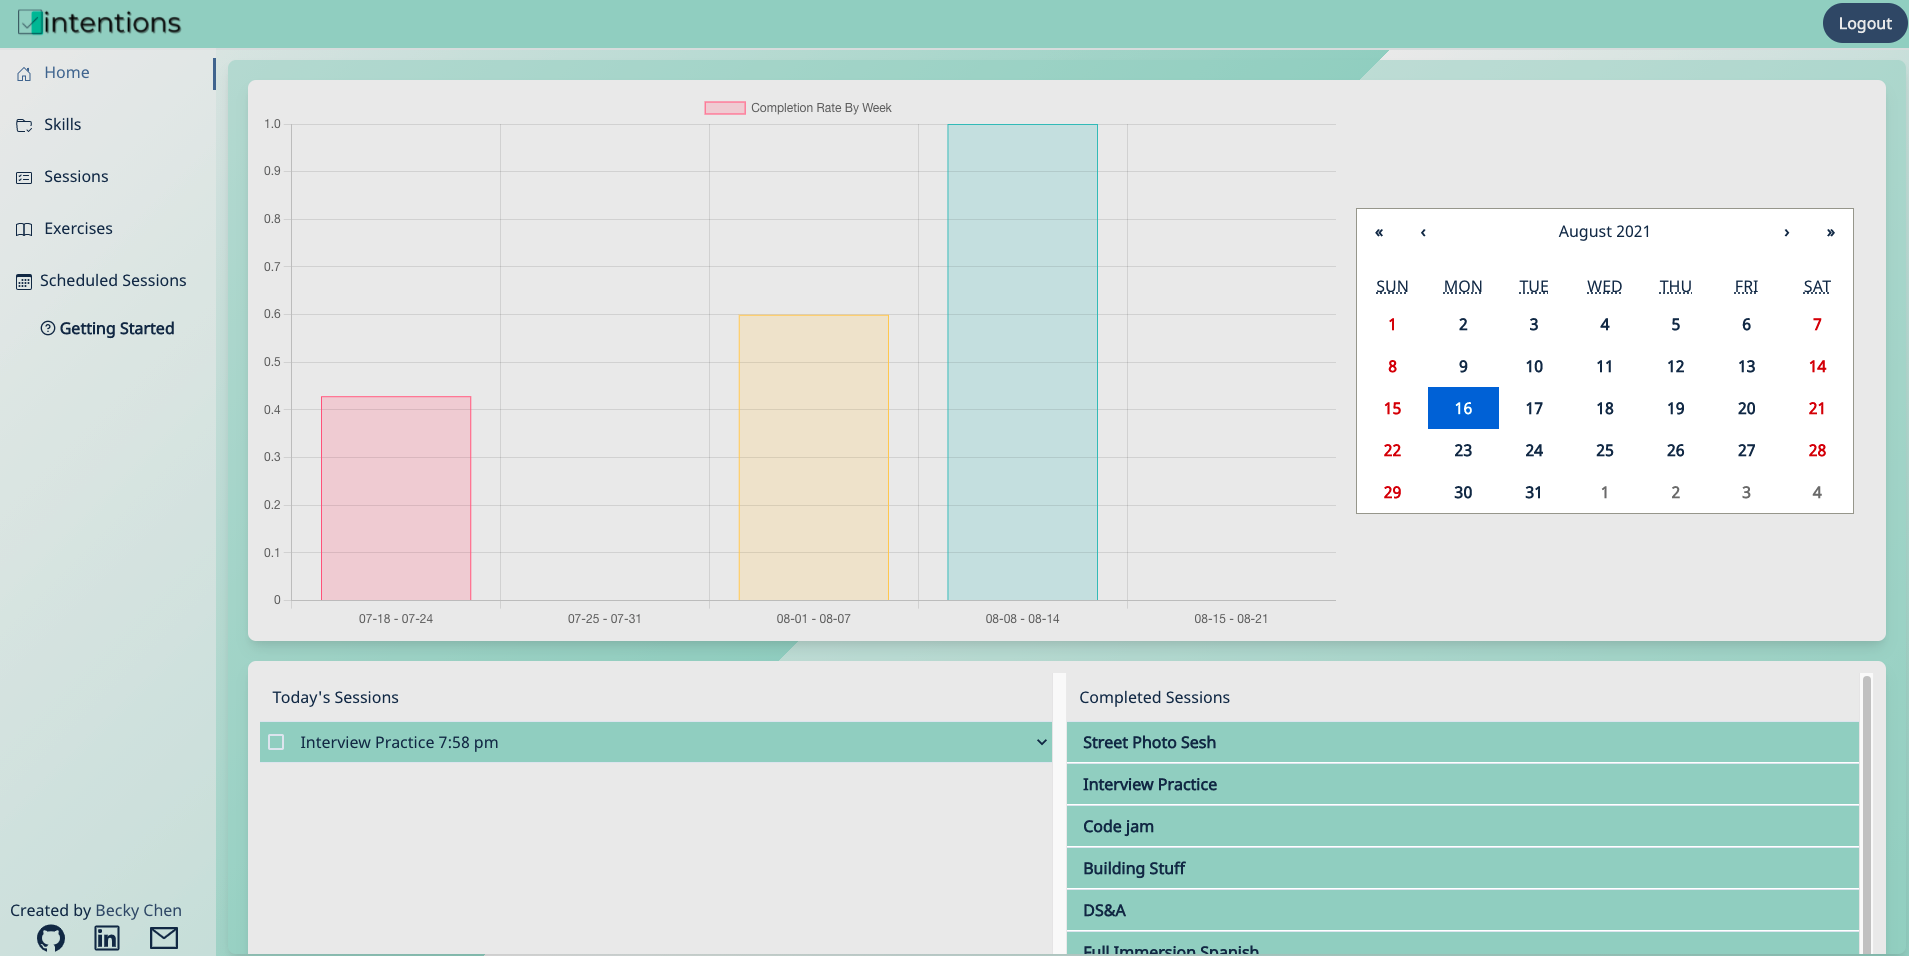 intentions
Logout
Home
Skills
Sessions
Exercises
Scheduled Sessions
Getting Started
Created by Becky Chen
Completion Rate By Week
1.0
0.9
0.8
0.7
0.6
0.5
0.4
0.3
0.2
0.1
0
07-18 - 07-24 07-25 - 07-31 08-01 - 08-07 08-08 - 08-14 08-15 - 08-21
« ‹ August 2021 › »
SUN MON TUE WED THU FRI SAT
1 2 3 4 5 6 7
8 9 10 11 12 13 14
15 16 17 18 19 20 21
22 23 24 25 26 27 28
29 30 31 1 2 3 4
Today's Sessions
Interview Practice 7:58 pm
Completed Sessions
Street Photo Sesh
Interview Practice
Code jam
Building Stuff
DS&A
Full Immersion Spanish